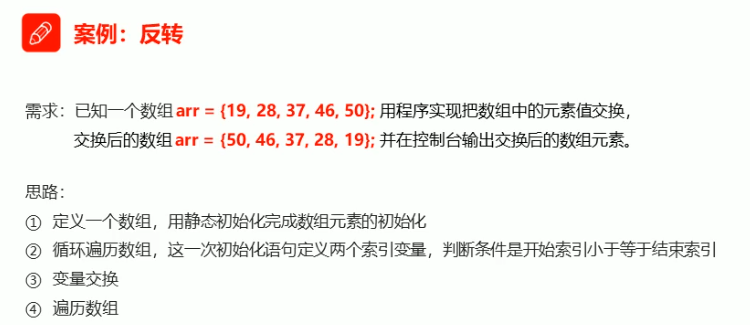 案例：反转
需求：已知一个数组 arr = {19, 28, 37, 46, 50}; 用程序实现把数组中的元素值交换，
交换后的数组 arr = {50, 46, 37, 28, 19}; 并在控制台输出交换后的数组元素。
思路：
① 定义一个数组，用静态初始化完成数组元素的初始化
② 循环遍历数组，这一次初始化语句定义两个索引变量，判断条件是开始索引小于等于结束索引
③ 变量交换
④ 遍历数组